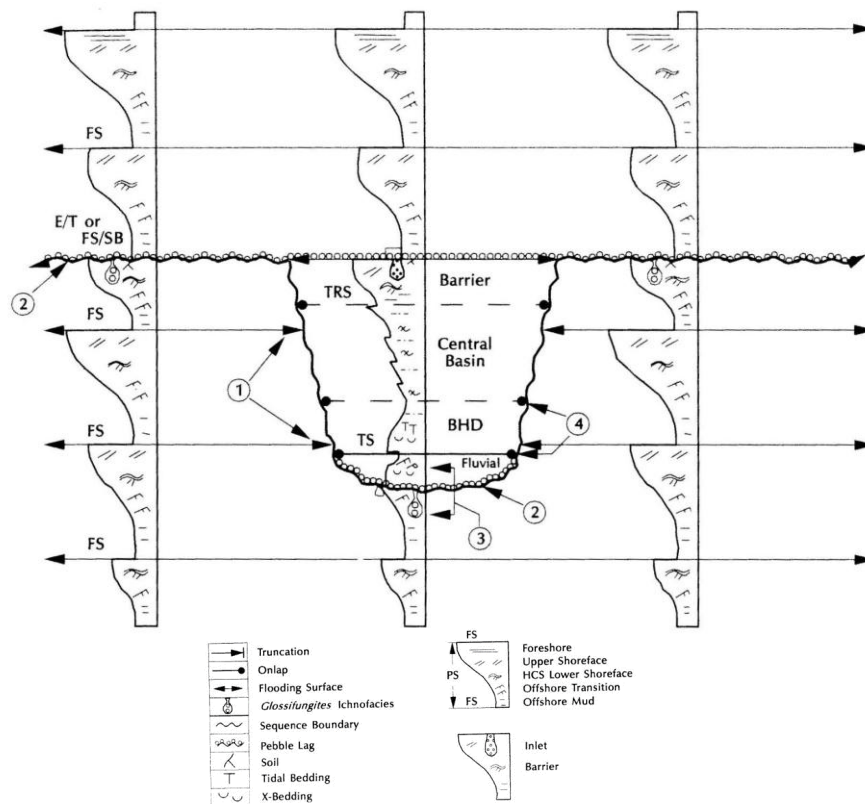 FS
FS
E/T or
FS/SB
2
TRS
Barrier
FS
Central
Basin
1
BHD
4
FS
TS
Fluvial
2
3
FS
Truncation
Onlap
Flooding Surface
Glossifungites Ichnofacies
Sequence Boundary
Pebble Lag
Soil
Tidal Bedding
X-Bedding
FS
PS
FS
Foreshore
Upper Shoreface
HCS Lower Shoreface
Offshore Transition
Offshore Mud
Inlet
Barrier